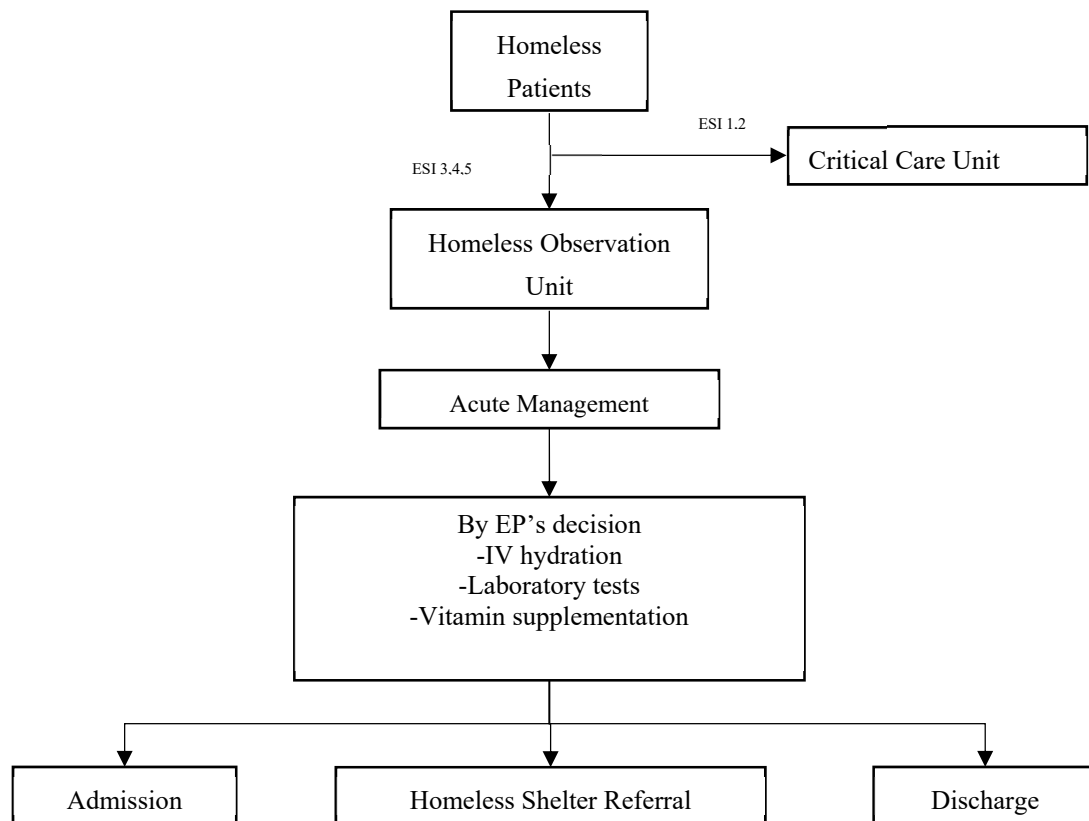 Homeless
Patients
ESI 1.2
Critical Care Unit
ESI 3,4,5
Homeless Observation
Unit
Acute Management
By EP’s decision
-IV hydration
-Laboratory tests
-Vitamin supplementation
Admission
Homeless Shelter Referral
Discharge